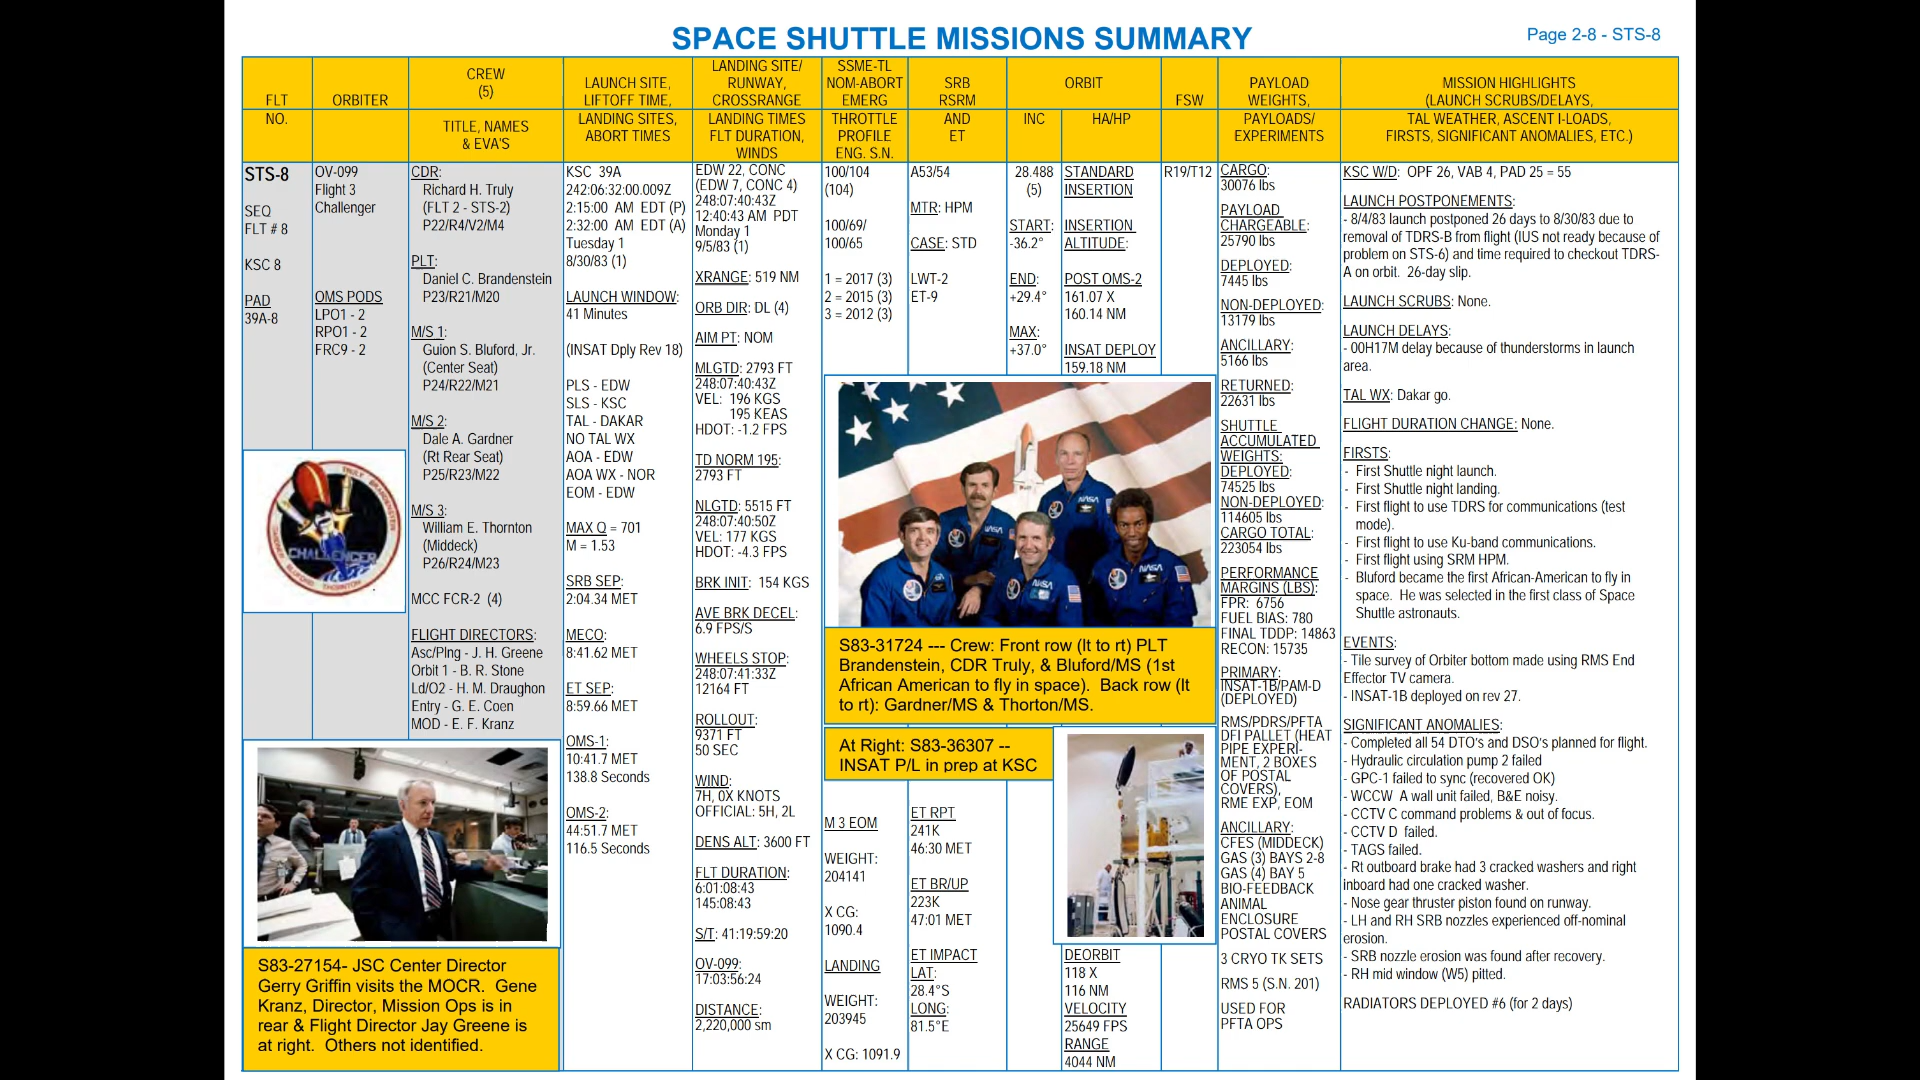 SPACE SHUTTLE MISSIONS SUMMARY
Page 2-8 - STS-8
FLT
NO.
ORBITER
CREW
(5)
TITLE, NAMES
& EVA'S
LAUNCH SITE,
LIFTOFF TIME,
LANDING SITES,
ABORT TIMES
LANDING SITE/
RUNWAY,
CROSSRANGE
LANDING TIMES
FLT DURATION,
WINDS
SSME-TL
NOM-ABORT
EMERG
THROTTLE
PROFILE
ENG. S.N.
SRB
RSRM
AND
ET
ORBIT
INC
HA/HP
FSW
PAYLOAD
WEIGHTS,
PAYLOADS/
EXPERIMENTS
MISSION HIGHLIGHTS
(LAUNCH SCRUBS/DELAYS,
TAL WEATHER, ASCENT I-LOADS,
FIRSTS, SIGNIFICANT ANOMALIES, ETC.)
STS-8
SEQ
FLT # 8
KSC 8
PAD
39A-8
OV-099
Flight 3
Challenger
OMS PODS
LPO1 - 2
RPO1 - 2
FRC9 - 2
CDR:
Richard H. Truly
(FLT 2 - STS-2)
P22/R4/V2/M4
PLT:
Daniel C. Brandenstein
P23/R21/M20
M/S 1:
Guion S. Bluford, Jr.
(Center Seat)
P24/R22/M21
M/S 2:
Dale A. Gardner
(Rt Rear Seat)
P25/R23/M22
M/S 3:
William E. Thornton
(Middeck)
P26/R24/M23
MCC FCR-2 (4)
FLIGHT DIRECTORS:
Asc/Plng - J. H. Greene
Orbit 1 - B. R. Stone
Ld/O2 - H. M. Draughon
Entry - G. E. Coen
MOD - E. F. Kranz
TRULY BRANDENSTEIN
CHALLENGER
GARDNER BLUFORD THORNTON
S83-27154- JSC Center Director
Gerry Griffin visits the MOCR. Gene
Kranz, Director, Mission Ops is in
rear & Flight Director Jay Greene is
at right. Others not identified.
KSC 39A
242:06:32:00.009Z
2:15:00 AM EDT (P)
2:32:00 AM EDT (A)
Tuesday 1
8/30/83 (1)
LAUNCH WINDOW:
41 Minutes
(INSAT Dply Rev 18)
PLS - EDW
SLS - KSC
TAL - DAKAR
NO TAL WX
AOA - EDW
AOA WX - NOR
EOM - EDW
MAX Q = 701
M = 1.53
SRB SEP:
2:04.34 MET
MECO:
8:41.62 MET
ET SEP:
8:59.66 MET
OMS-1:
10:41.7 MET
138.8 Seconds
OMS-2:
44:51.7 MET
116.5 Seconds
EDW 22, CONC
(EDW 7, CONC 4)
248:07:40:43Z
12:40:43 AM PDT
Monday 1
9/5/83 (1)
XRANGE: 519 NM
ORB DIR: DL (4)
AIM PT: NOM
MLGTD: 2793 FT
248:07:40:43Z
VEL: 196 KGS
195 KEAS
HDOT: -1.2 FPS
TD NORM 195:
2793 FT
NLGTD: 5515 FT
248:07:40:50Z
VEL: 177 KGS
HDOT: -4.3 FPS
BRK INIT: 154 KGS
AVE BRK DECEL:
6.9 FPS/S
WHEELS STOP:
248:07:41:33Z
12164 FT
ROLLOUT:
9371 FT
50 SEC
WIND:
7H, 0X KNOTS
OFFICIAL: 5H, 2L
DENS ALT: 3600 FT
FLT DURATION:
6:01:08:43
145:08:43
S/T: 41:19:59:20
OV-099:
17:03:56:24
DISTANCE:
2,220,000 sm
100/104
(104)
100/69/
100/65
1 = 2017 (3)
2 = 2015 (3)
3 = 2012 (3)
A53/54
MTR: HPM
CASE: STD
LWT-2
ET-9
28.488
(5)
START:
-36.2°
END:
+29.4°
MAX:
+37.0°
STANDARD
INSERTION
INSERTION
ALTITUDE:
POST OMS-2
161.07 X
160.14 NM
INSAT DEPLOY
159.18 NM
R19/T12
NASA
NASA
NASA
NASA
S83-31724 --- Crew: Front row (lt to rt) PLT
Brandenstein, CDR Truly, & Bluford/MS (1st
African American to fly in space). Back row (lt
to rt): Gardner/MS & Thorton/MS.
At Right: S83-36307 --
INSAT P/L in prep at KSC
M 3 EOM
WEIGHT:
204141
X CG:
1090.4
LANDING
WEIGHT:
203945
X CG: 1091.9
ET RPT
241K
46:30 MET
ET BR/UP
223K
47:01 MET
ET IMPACT
LAT:
28.4°S
LONG:
81.5°E
DEORBIT
118 X
116 NM
VELOCITY
25649 FPS
RANGE
4044 NM
CARGO:
30076 lbs
PAYLOAD
CHARGEABLE:
25790 lbs
DEPLOYED:
7445 lbs
NON-DEPLOYED:
13179 lbs
ANCILLARY:
5166 lbs
RETURNED:
22631 lbs
SHUTTLE
ACCUMULATED
WEIGHTS:
DEPLOYED:
74525 lbs
NON-DEPLOYED:
114605 lbs
CARGO TOTAL:
223054 lbs
PERFORMANCE
MARGINS (LBS):
FPR: 6756
FUEL BIAS: 780
FINAL TDDP: 14863
RECON: 15735
PRIMARY:
INSAT-1B/PAM-D
(DEPLOYED)
RMS/PDRS/PFTA
DFI PALLET (HEAT
PIPE EXPERI-
MENT, 2 BOXES
OF POSTAL
COVERS),
RME EXP, EOM
ANCILLARY:
CFES (MIDDECK)
GAS (3) BAYS 2-8
GAS (4) BAY 5
BIO-FEEDBACK
ANIMAL
ENCLOSURE
POSTAL COVERS
3 CRYO TK SETS
RMS 5 (S.N. 201)
USED FOR
PFTA OPS
KSC W/D: OPF 26, VAB 4, PAD 25 = 55
LAUNCH POSTPONEMENTS:
- 8/4/83 launch postponed 26 days to 8/30/83 due to
removal of TDRS-B from flight (IUS not ready because of
problem on STS-6) and time required to checkout TDRS-
A on orbit. 26-day slip.
LAUNCH SCRUBS: None.
LAUNCH DELAYS:
- 00H17M delay because of thunderstorms in launch
area.
TAL WX: Dakar go.
FLIGHT DURATION CHANGE: None.
FIRSTS:
- First Shuttle night launch.
- First Shuttle night landing.
- First flight to use TDRS for communications (test
mode).
- First flight to use Ku-band communications.
- First flight using SRM HPM.
- Bluford became the first African-American to fly in
space. He was selected in the first class of Space
Shuttle astronauts.
EVENTS:
- Tile survey of Orbiter bottom made using RMS End
Effector TV camera.
- INSAT-1B deployed on rev 27.
SIGNIFICANT ANOMALIES:
- Completed all 54 DTO's and DSO's planned for flight.
- Hydraulic circulation pump 2 failed
- GPC-1 failed to sync (recovered OK)
- WCCW A wall unit failed, B&E noisy.
- CCTV C command problems & out of focus.
- CCTV D failed.
- TAGS failed.
- Rt outboard brake had 3 cracked washers and right
inboard had one cracked washer.
- Nose gear thruster piston found on runway.
- LH and RH SRB nozzles experienced off-nominal
erosion.
- SRB nozzle erosion was found after recovery.
- RH mid window (W5) pitted.
RADIATORS DEPLOYED #6 (for 2 days)